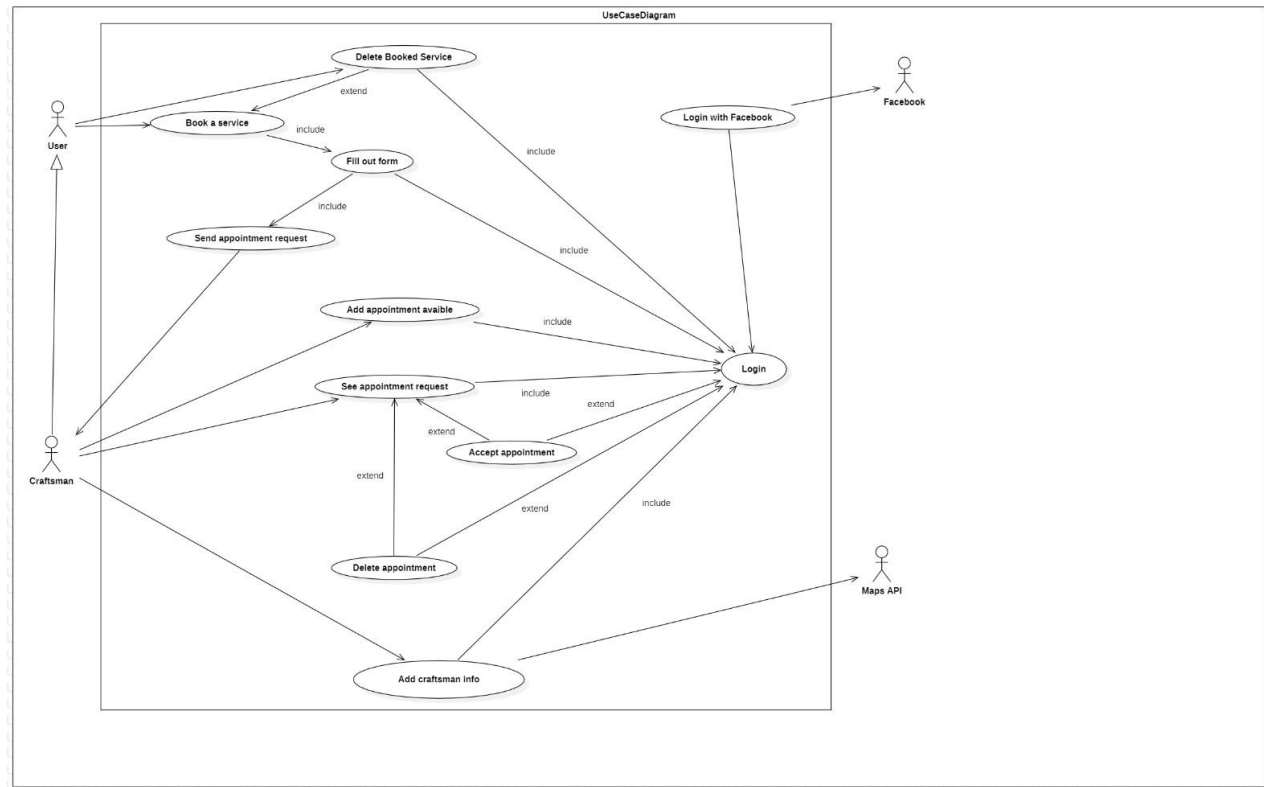 UseCaseDiagram
Delete Booked Service
extend
Facebook
Login with Facebook
User
Book a service
include
include
Fill out form
include
Send appointment request
include
Add appointment avaible
include
Login
See appointment request
include
extend
extend
Accept appointment
Craftsman
extend
include
extend
Delete appointment
Maps API
Add craftsman info